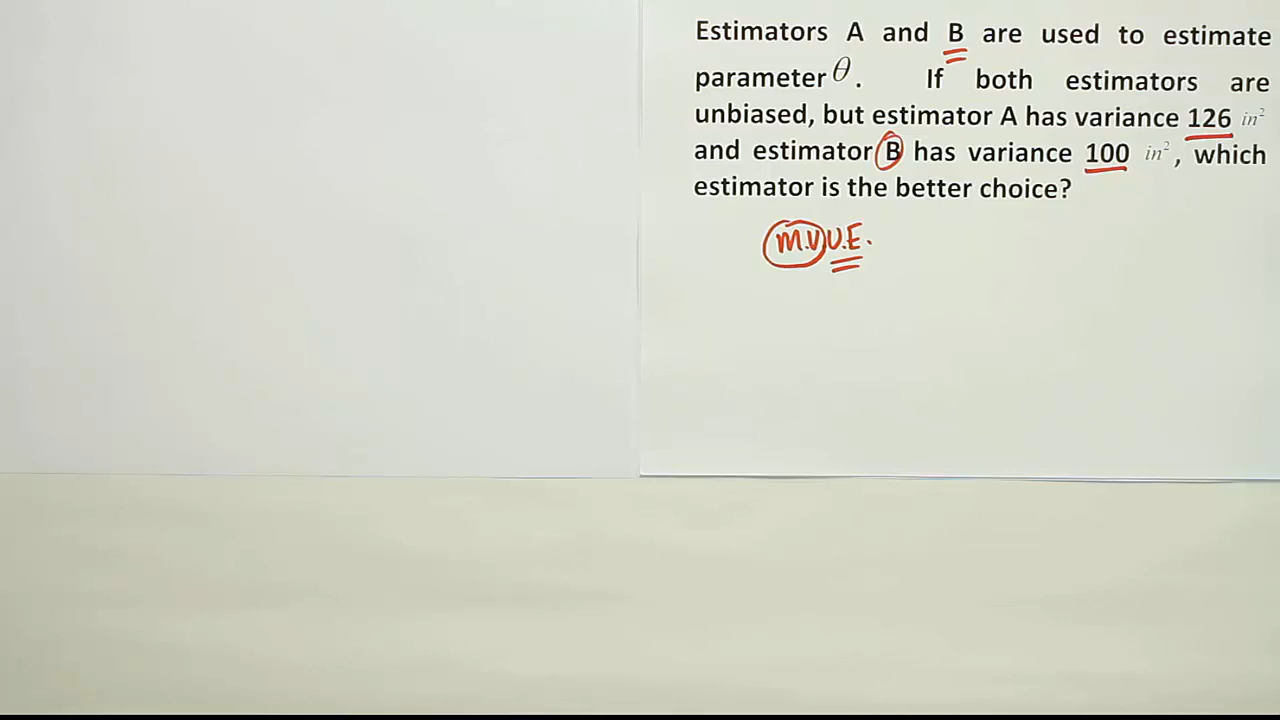 Estimators A and B are used to estimate
parameter θ. If both estimators are
unbiased, but estimator A has variance 126 in²
and estimator B has variance 100 in², which
estimator is the better choice?
M.V.U.E.